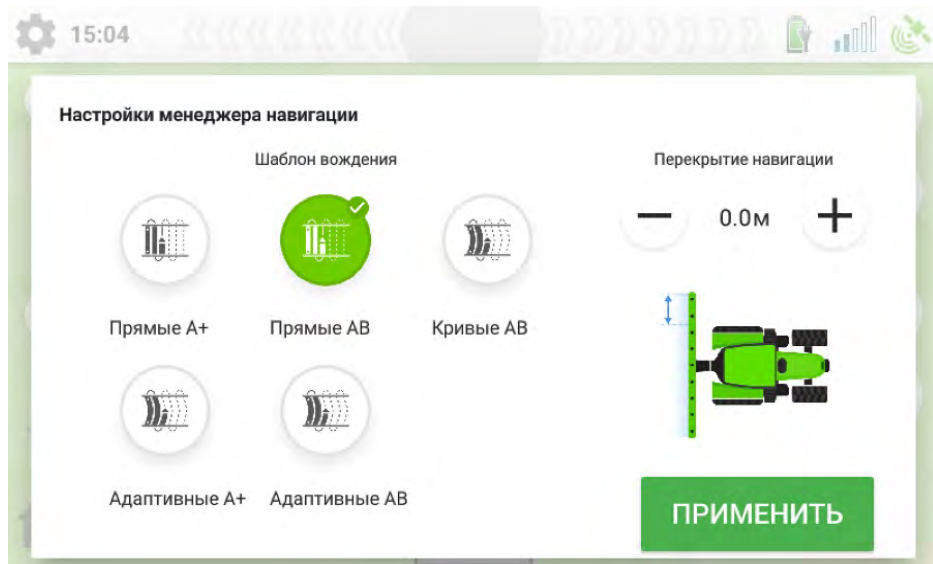 15:04
Настройки менеджера навигации
Шаблон вождения
Перекрытие навигации
0.0м
Прямые А+
Прямые АВ
Кривые АВ
Адаптивные А+
Адаптивные АВ
ПРИМЕНИТЬ